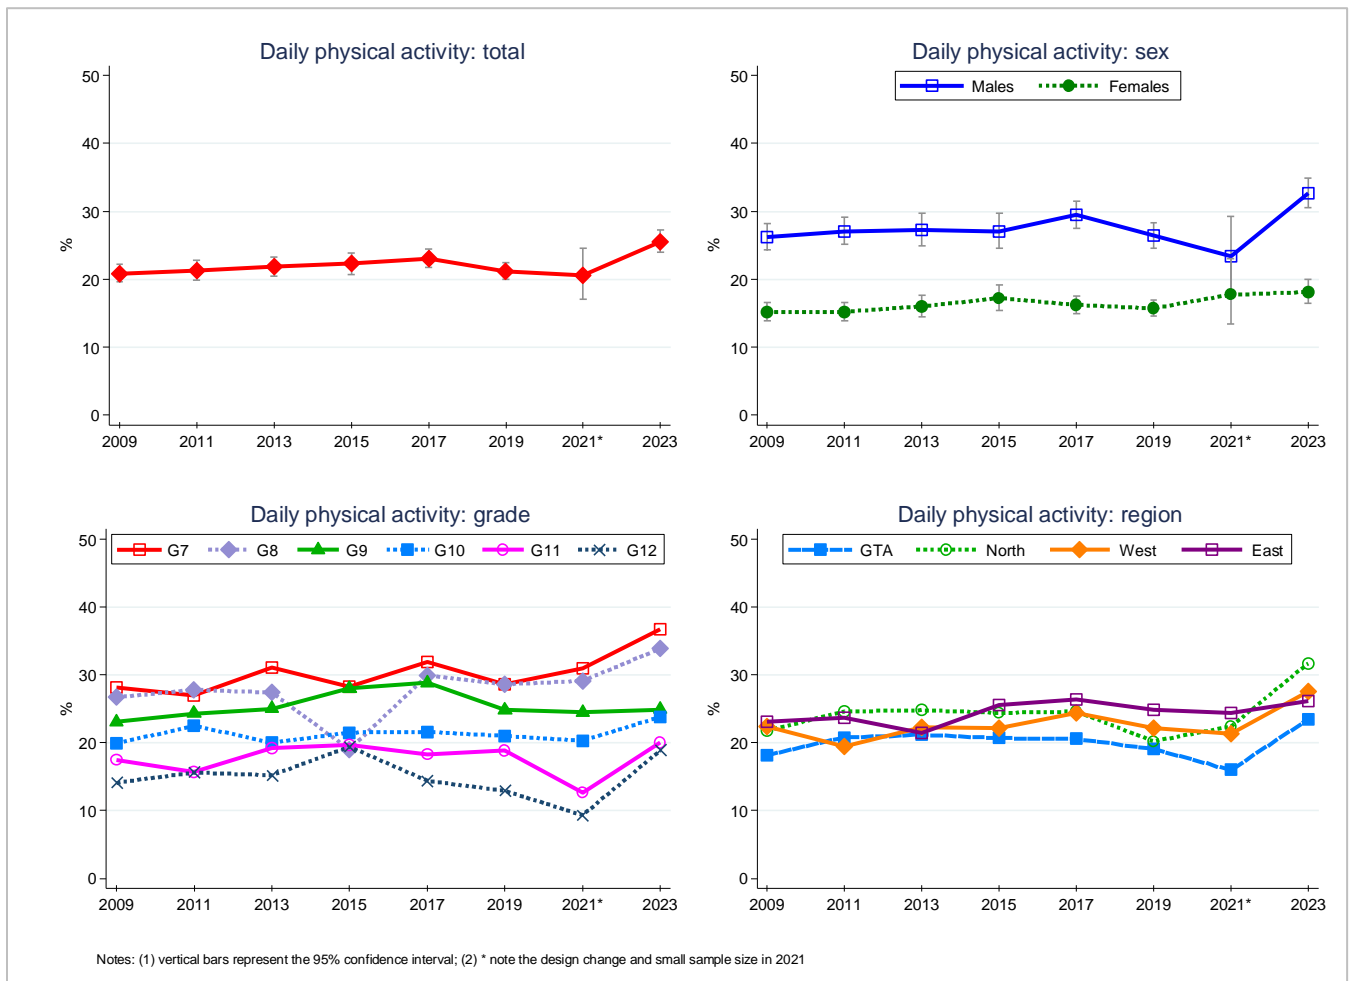 Daily physical activity: total
50
40
30
20
10
0
%
2009 2011 2013 2015 2017 2019 2021* 2023
Daily physical activity: sex
Males Females
50
40
30
20
10
0
%
2009 2011 2013 2015 2017 2019 2021* 2023
Daily physical activity: grade
G7 G8 G9 G10 G11 G12
50
40
30
20
10
0
%
2009 2011 2013 2015 2017 2019 2021* 2023
Daily physical activity: region
GTA North West East
50
40
30
20
10
0
%
2009 2011 2013 2015 2017 2019 2021* 2023
Notes: (1) vertical bars represent the 95% confidence interval; (2) * note the design change and small sample size in 2021